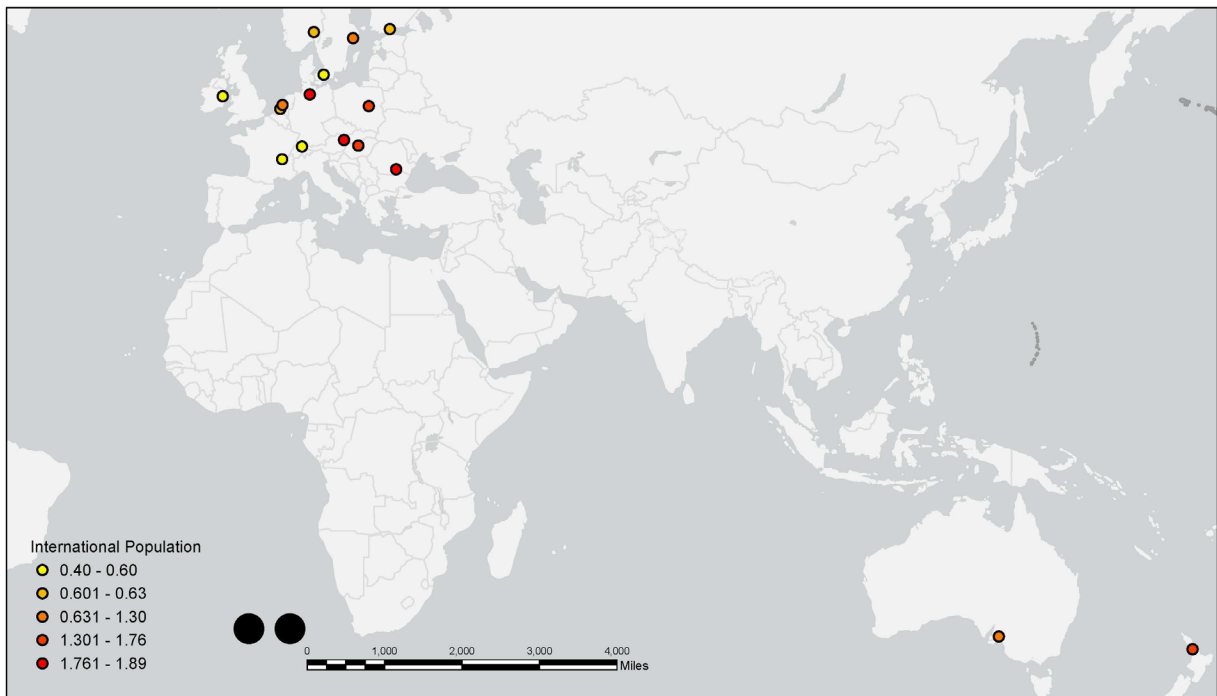 International Population
0.40 - 0.60
0.601 - 0.63
0.631 - 1.30
1.301 - 1.76
1.761 - 1.89
0 1,000 2,000 3,000 4,000
Miles